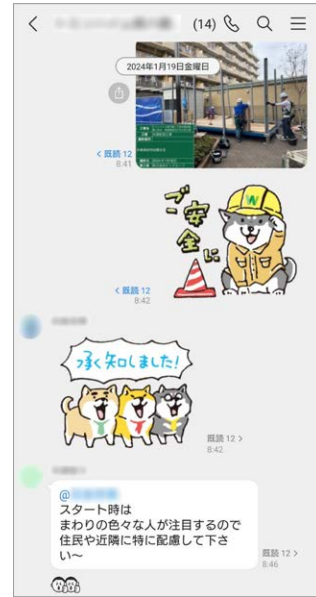 (14)
2024年1月19日金曜日
既読 12
8:41
ご安全に
W
既読 12
8:42
承知しました!
既読 12
8:42
@
スタート時は
まわりの色々な人が注目するので
住民や近隣に特に配慮して下さ
い〜
既読 12
8:46